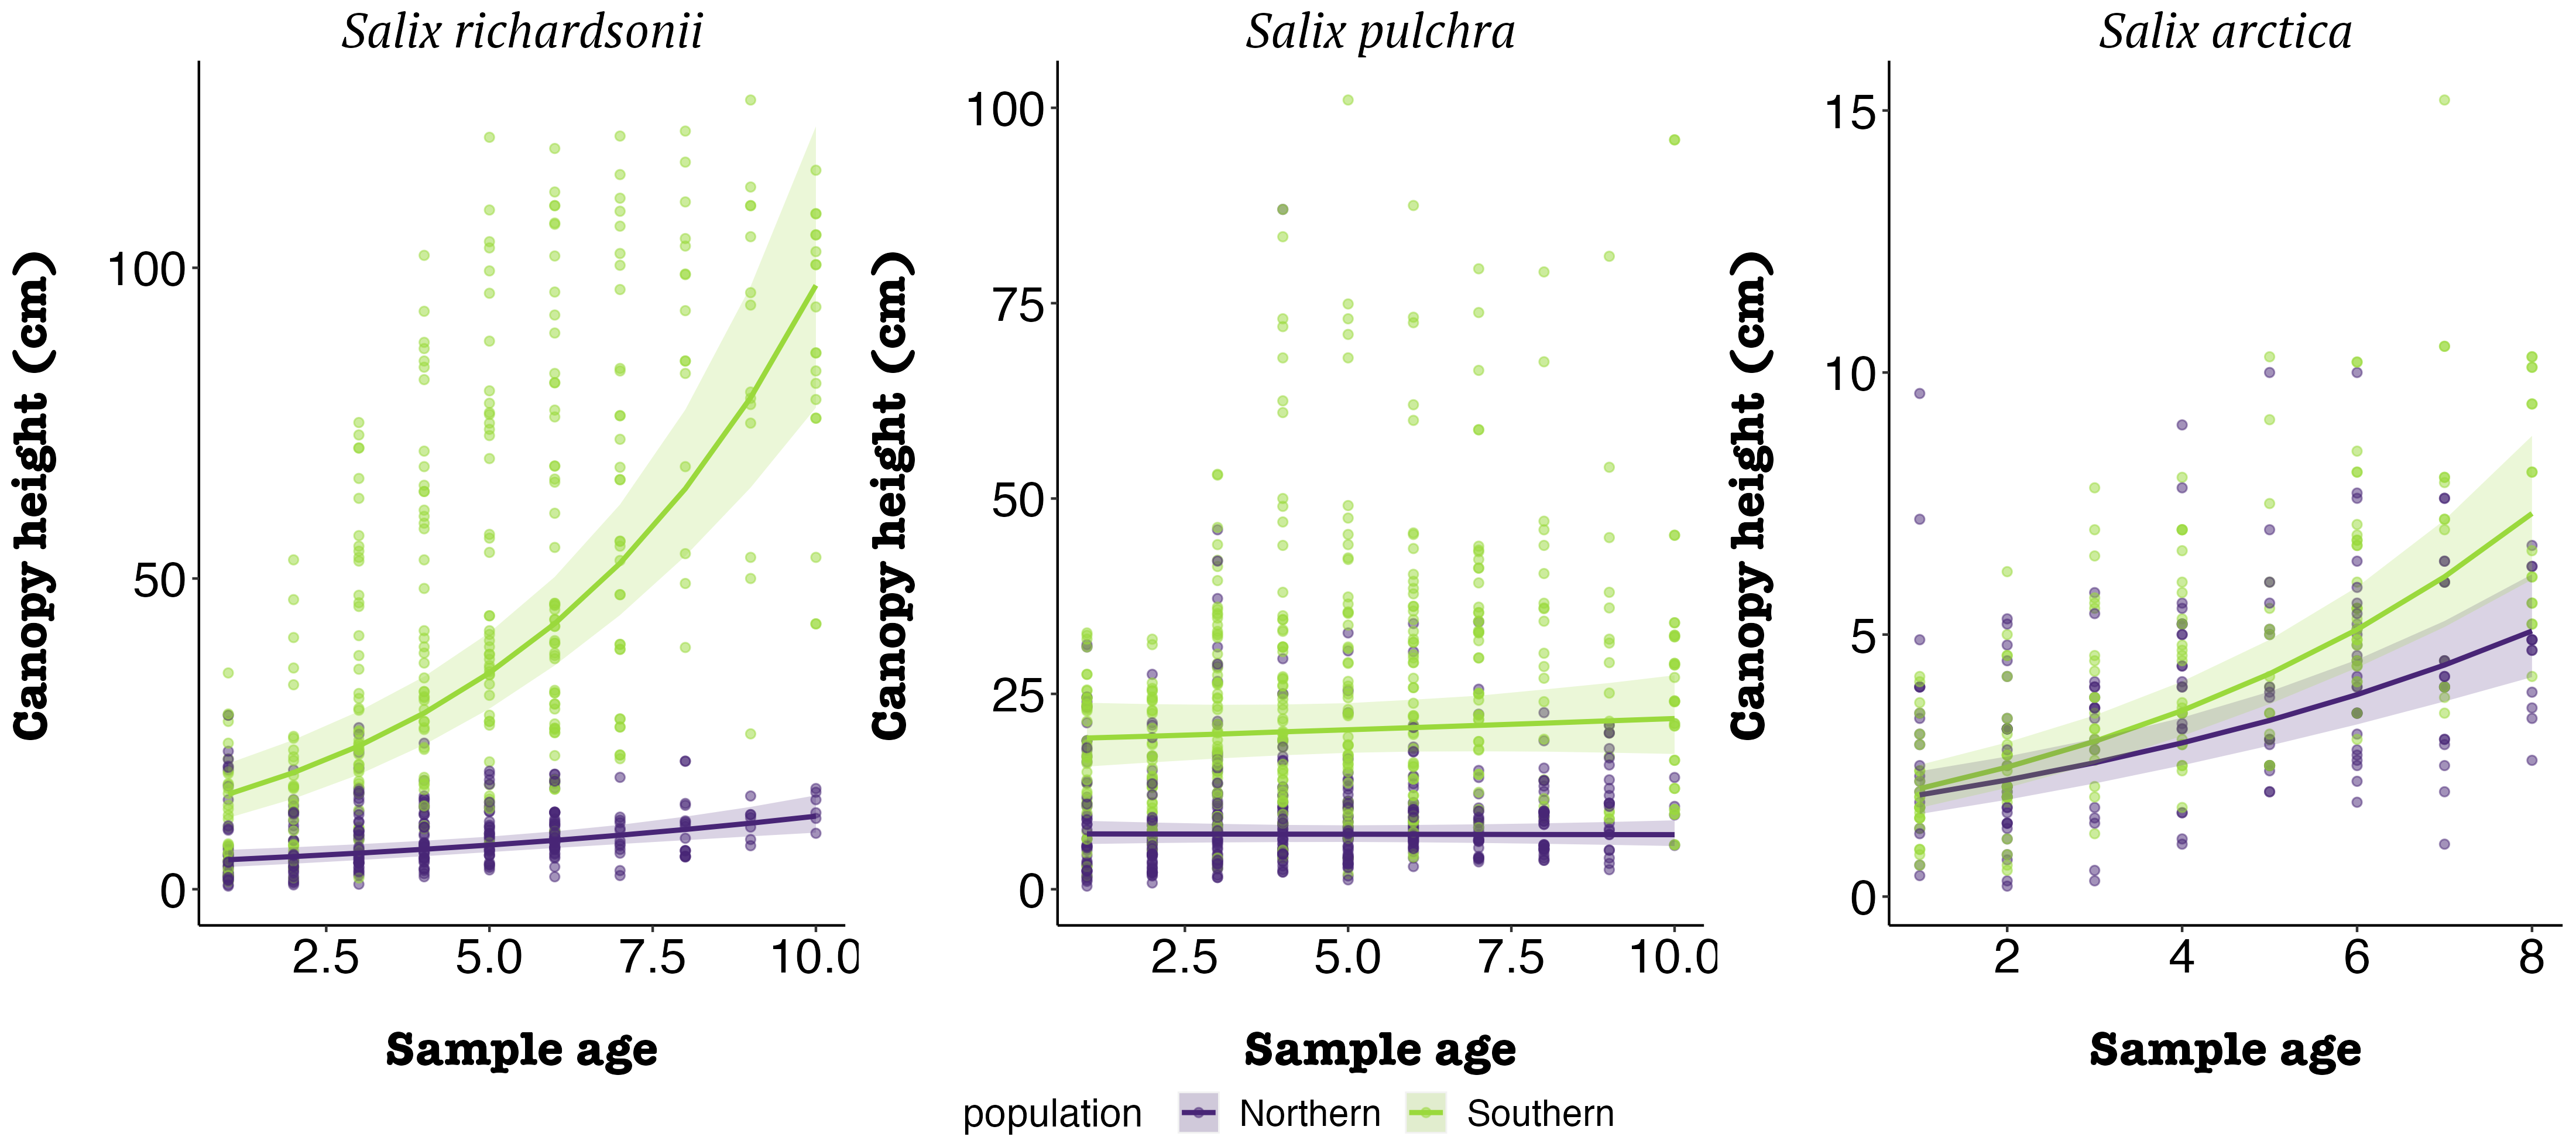 Salix richardsonii
Canopy height (cm)
100
50
0
2.5 5.0 7.5 10.0
Sample age
Salix pulchra
Canopy height (cm)
100
75
50
25
0
2.5 5.0 7.5 10.0
Sample age
Salix arctica
Canopy height (cm)
15
10
5
0
2 4 6 8
Sample age
population Northern Southern